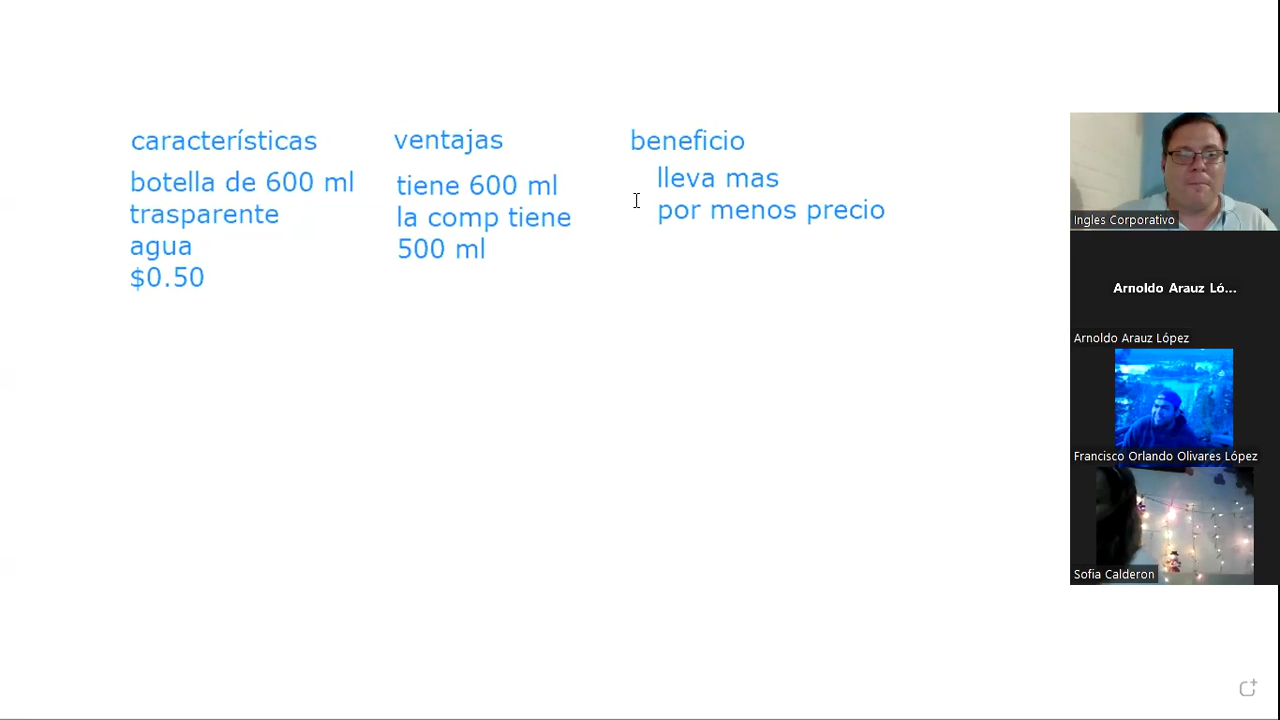 características
botella de 600 ml
trasparente
agua
$0.50
ventajas
tiene 600 ml
la comp tiene
500 ml
beneficio
lleva mas
por menos precio
Ingles Corporativo
Arnoldo Arauz Ló...
Arnoldo Arauz López
Francisco Orlando Olivares López
Sofia Calderon